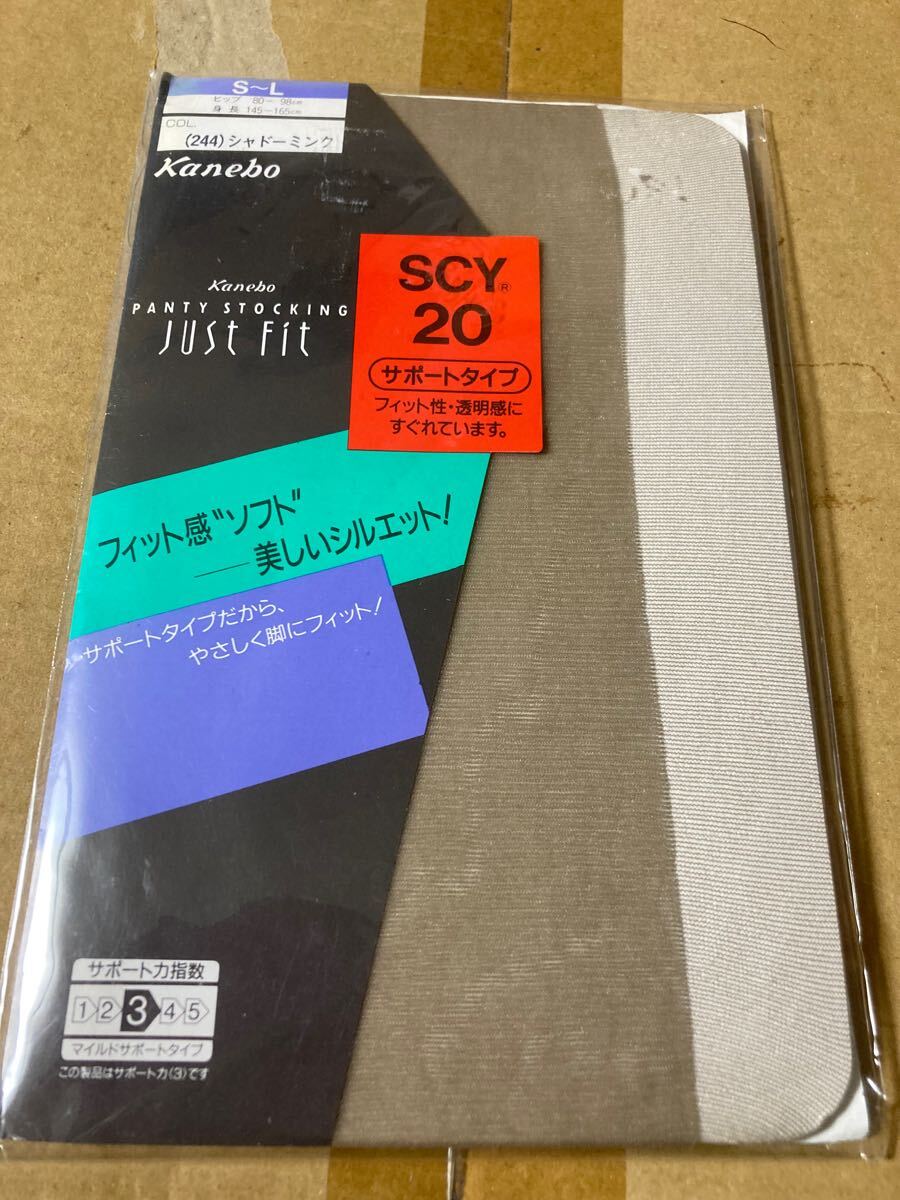 S~L
ヒップ 80~98cm
身長 145~165cm
COL.
(244)シャドーミンク
Kanebo
Kanebo
PANTY STOCKING
JUST Fit
SCY®
20
サポートタイプ
フィット性・透明感に
すぐれています。
フィット感"ソフト"
——美しいシルエット!
サポートタイプだから、
やさしく脚にフィット!
サポート力指数
1 2 3 4 5
マイルドサポートタイプ
この製品はサポート力(3)です